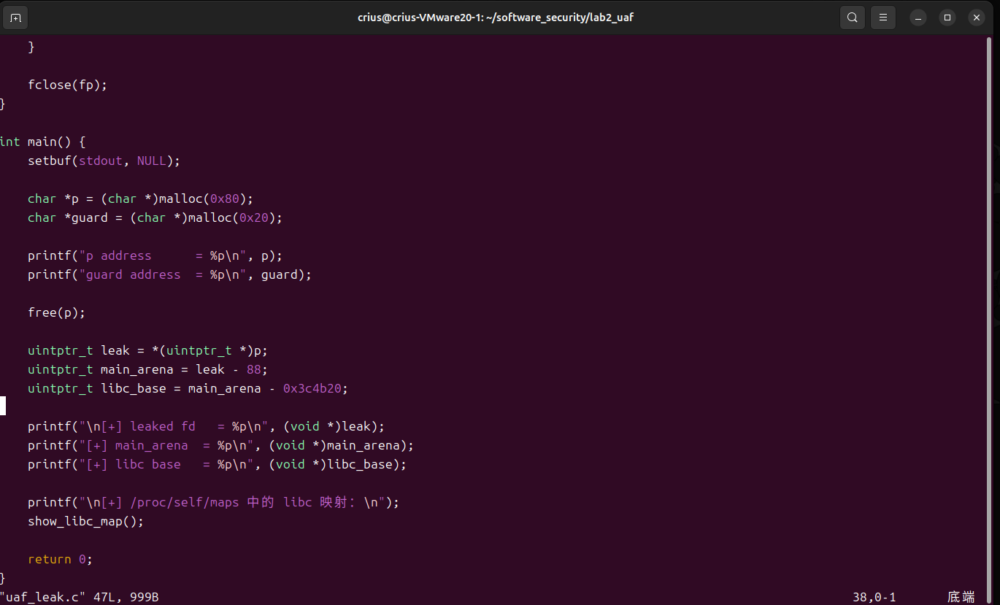 crius@crius-VMware20-1: ~/software_security/lab2_uaf
    }
    fclose(fp);
}
int main() {
    setbuf(stdout, NULL);
    char *p = (char *)malloc(0x80);
    char *guard = (char *)malloc(0x20);
    printf("p address      = %p\n", p);
    printf("guard address  = %p\n", guard);
    free(p);
    uintptr_t leak = *(uintptr_t *)p;
    uintptr_t main_arena = leak - 88;
    uintptr_t libc_base = main_arena - 0x3c4b20;
    printf("\n[+] leaked fd   = %p\n", (void *)leak);
    printf("[+] main_arena  = %p\n", (void *)main_arena);
    printf("[+] libc base   = %p\n", (void *)libc_base);
    printf("\n[+] /proc/self/maps 中的 libc 映射：\n");
    show_libc_map();
    return 0;
}
"uaf_leak.c" 47L, 999B 38,0-1 底端